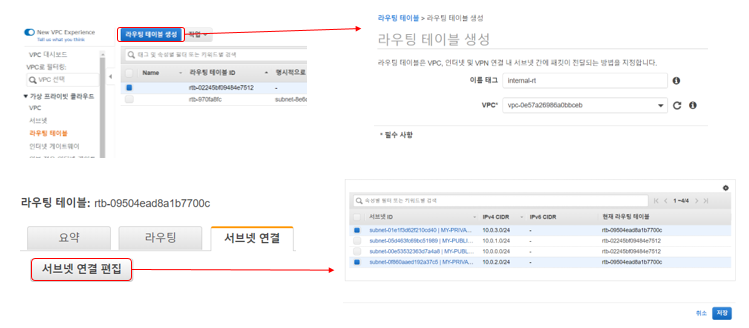 New VPC Experience
Tell us what you think
VPC 대시보드
VPC로 필터링:
VPC 선택
가상 프라이빗 클라우드
VPC
서브넷
라우팅 테이블
인터넷 게이트웨이
라우팅 테이블 생성
작업
태그 및 속성별 필터 또는 키워드별 검색
Name
라우팅 테이블 ID
명시적으로
rtb-02245bf09484e7512
-
rtb-970fa8fc
라우팅 테이블 > 라우팅 테이블 생성
라우팅 테이블 생성
라우팅 테이블은 VPC, 인터넷 및 VPN 연결 내 서브넷 간에 패킷이 전달되는 방법을 지정합니다.
이름 태그
internal-rt
VPC*
vpc-0e57a26986a0bbceb
* 필수 사항
라우팅 테이블: rtb-09504ead8a1b7700c
요약
라우팅
서브넷 연결
서브넷 연결 편집
속성별 필터 또는 키워드별 검색
1 ~4/4
서브넷 ID
IPv4 CIDR
IPv6 CIDR
현재 라우팅 테이블
subnet-01e1f3d82f210cd40 | MY-PRIVA...
10.0.3.0/24
-
rtb-09504ead8a1b7700c
subnet-05d463fc69bc51989 | MY-PUBLI...
10.0.1.0/24
-
rtb-02245bf09484e7512
subnet-00e53532363d7a4a6 | MY-PUBLI...
10.0.0.0/24
-
rtb-02245bf09484e7512
subnet-0f860aaed192a37c5 | MY-PRIVA...
10.0.2.0/24
-
rtb-09504ead8a1b7700c
취소
저장